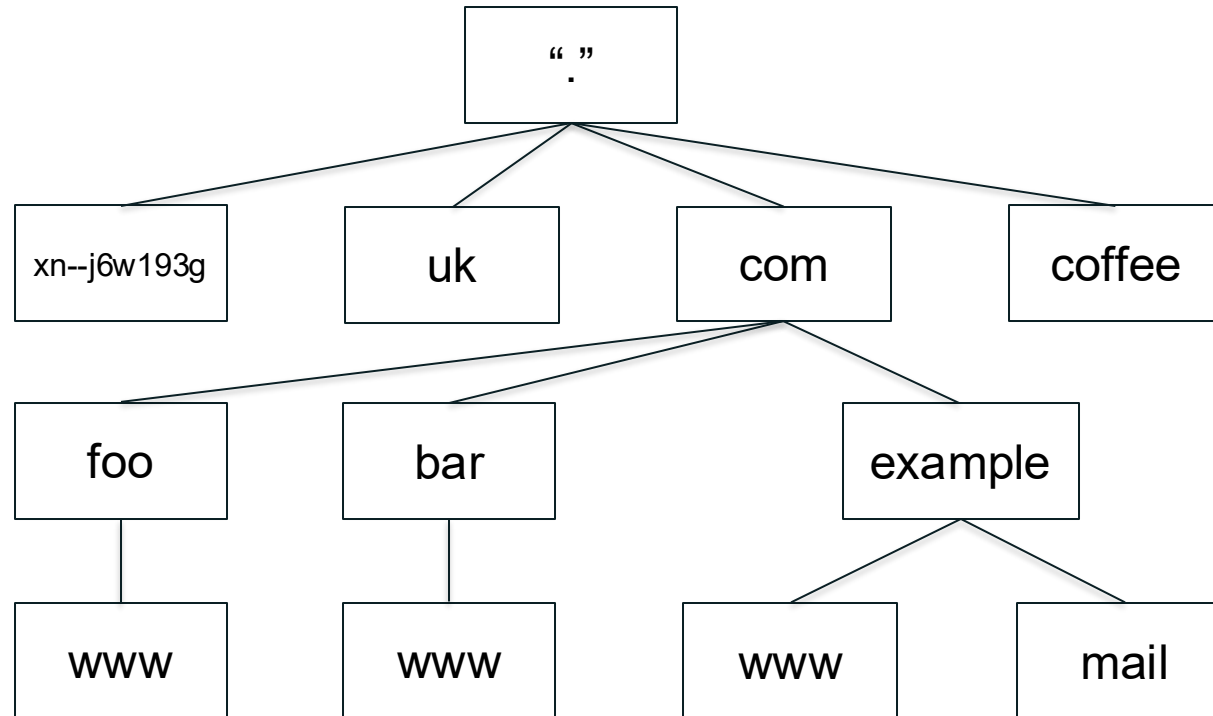 “.”
xn--j6w193g
uk
com
coffee
foo
bar
example
www
www
www
mail